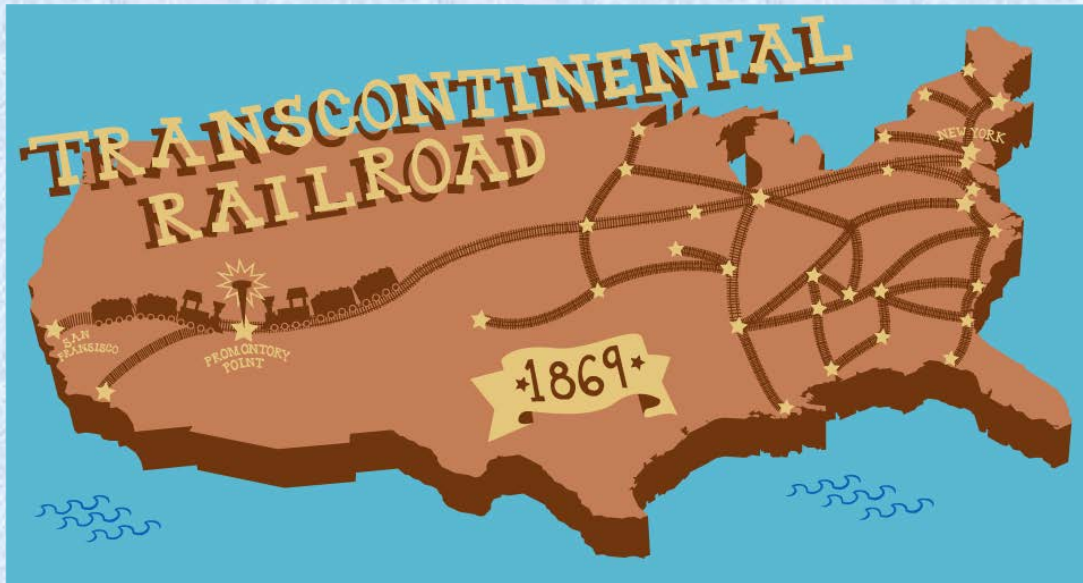 TRANSCONTINENTAL
RAILROAD
NEW YORK
SAN
FRANSISCO
PROMONTORY
POINT
1869